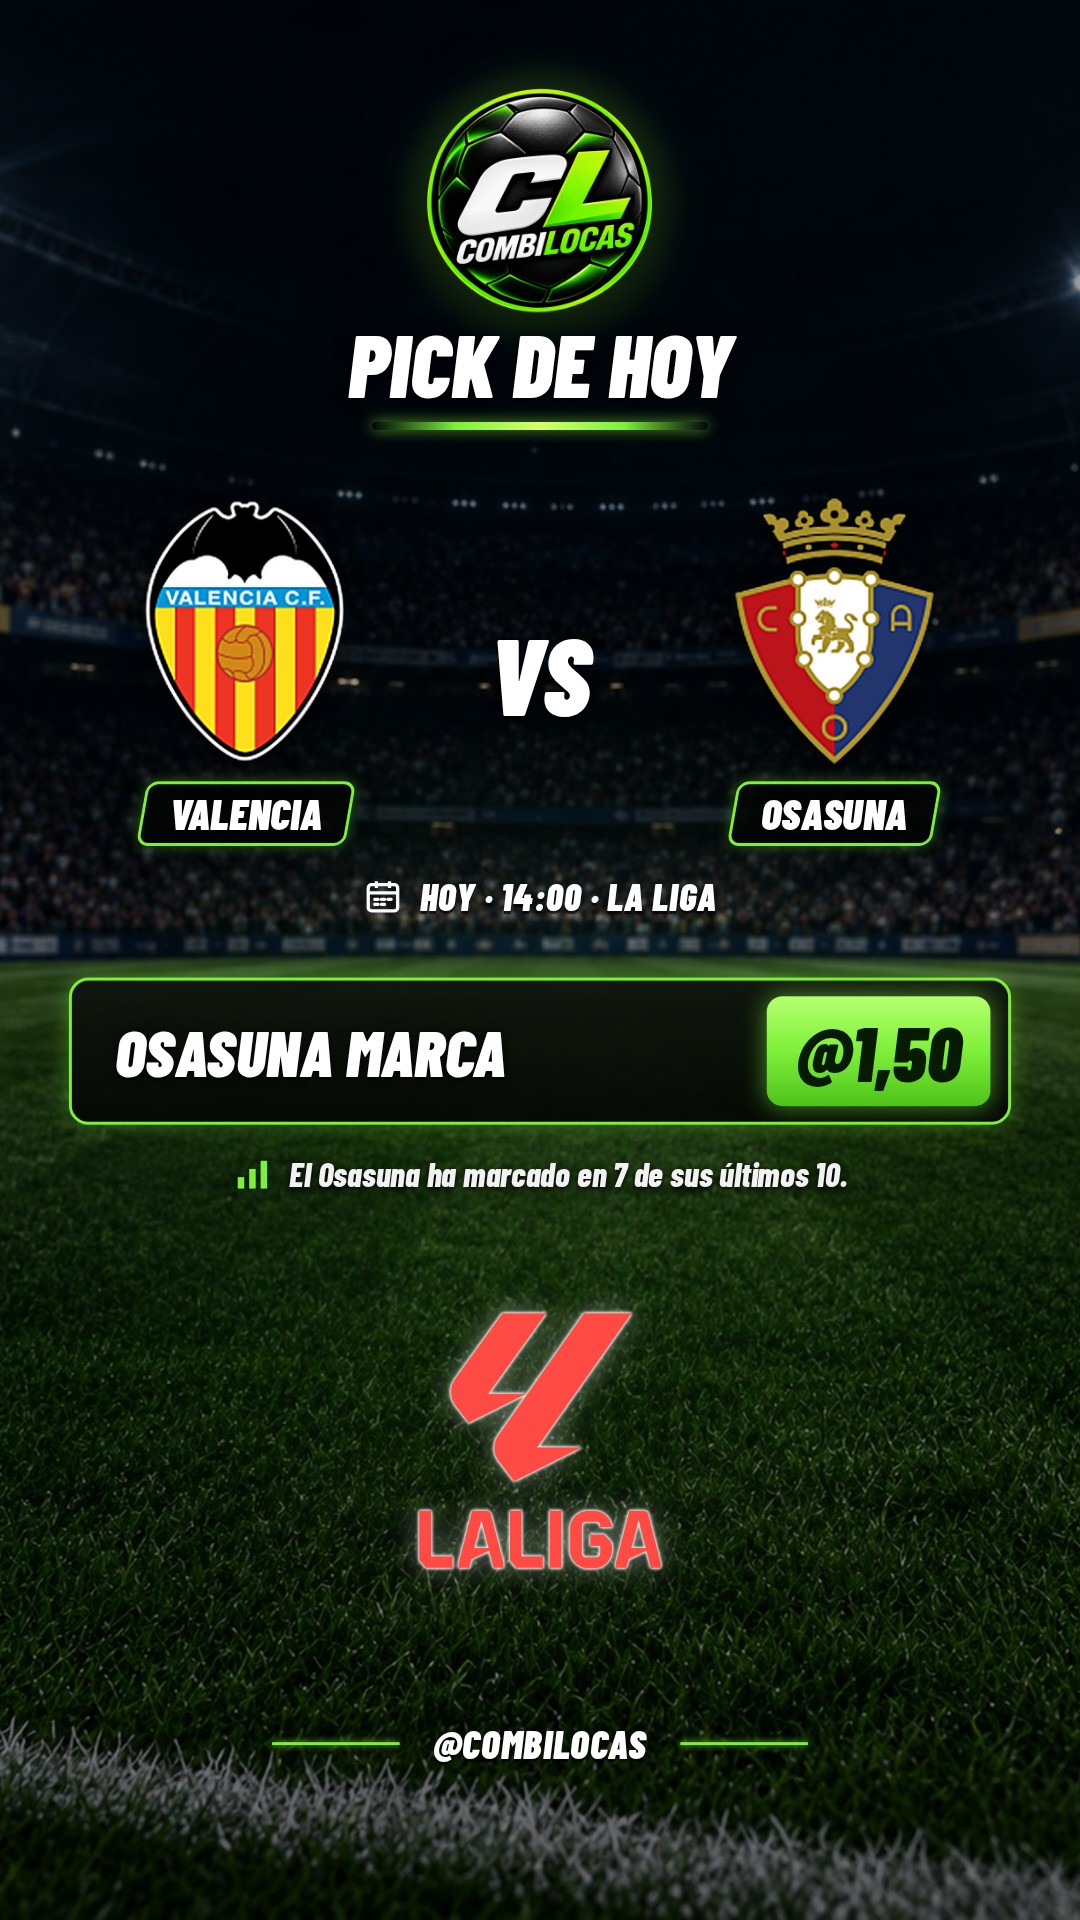 CL
COMBILOCAS
PICK DE HOY
VALENCIA C.F.
C A
O
VS
VALENCIA
OSASUNA
HOY · 14:00 · LA LIGA
OSASUNA MARCA
@1,50
El Osasuna ha marcado en 7 de sus últimos 10.
LALIGA
@COMBILOCAS